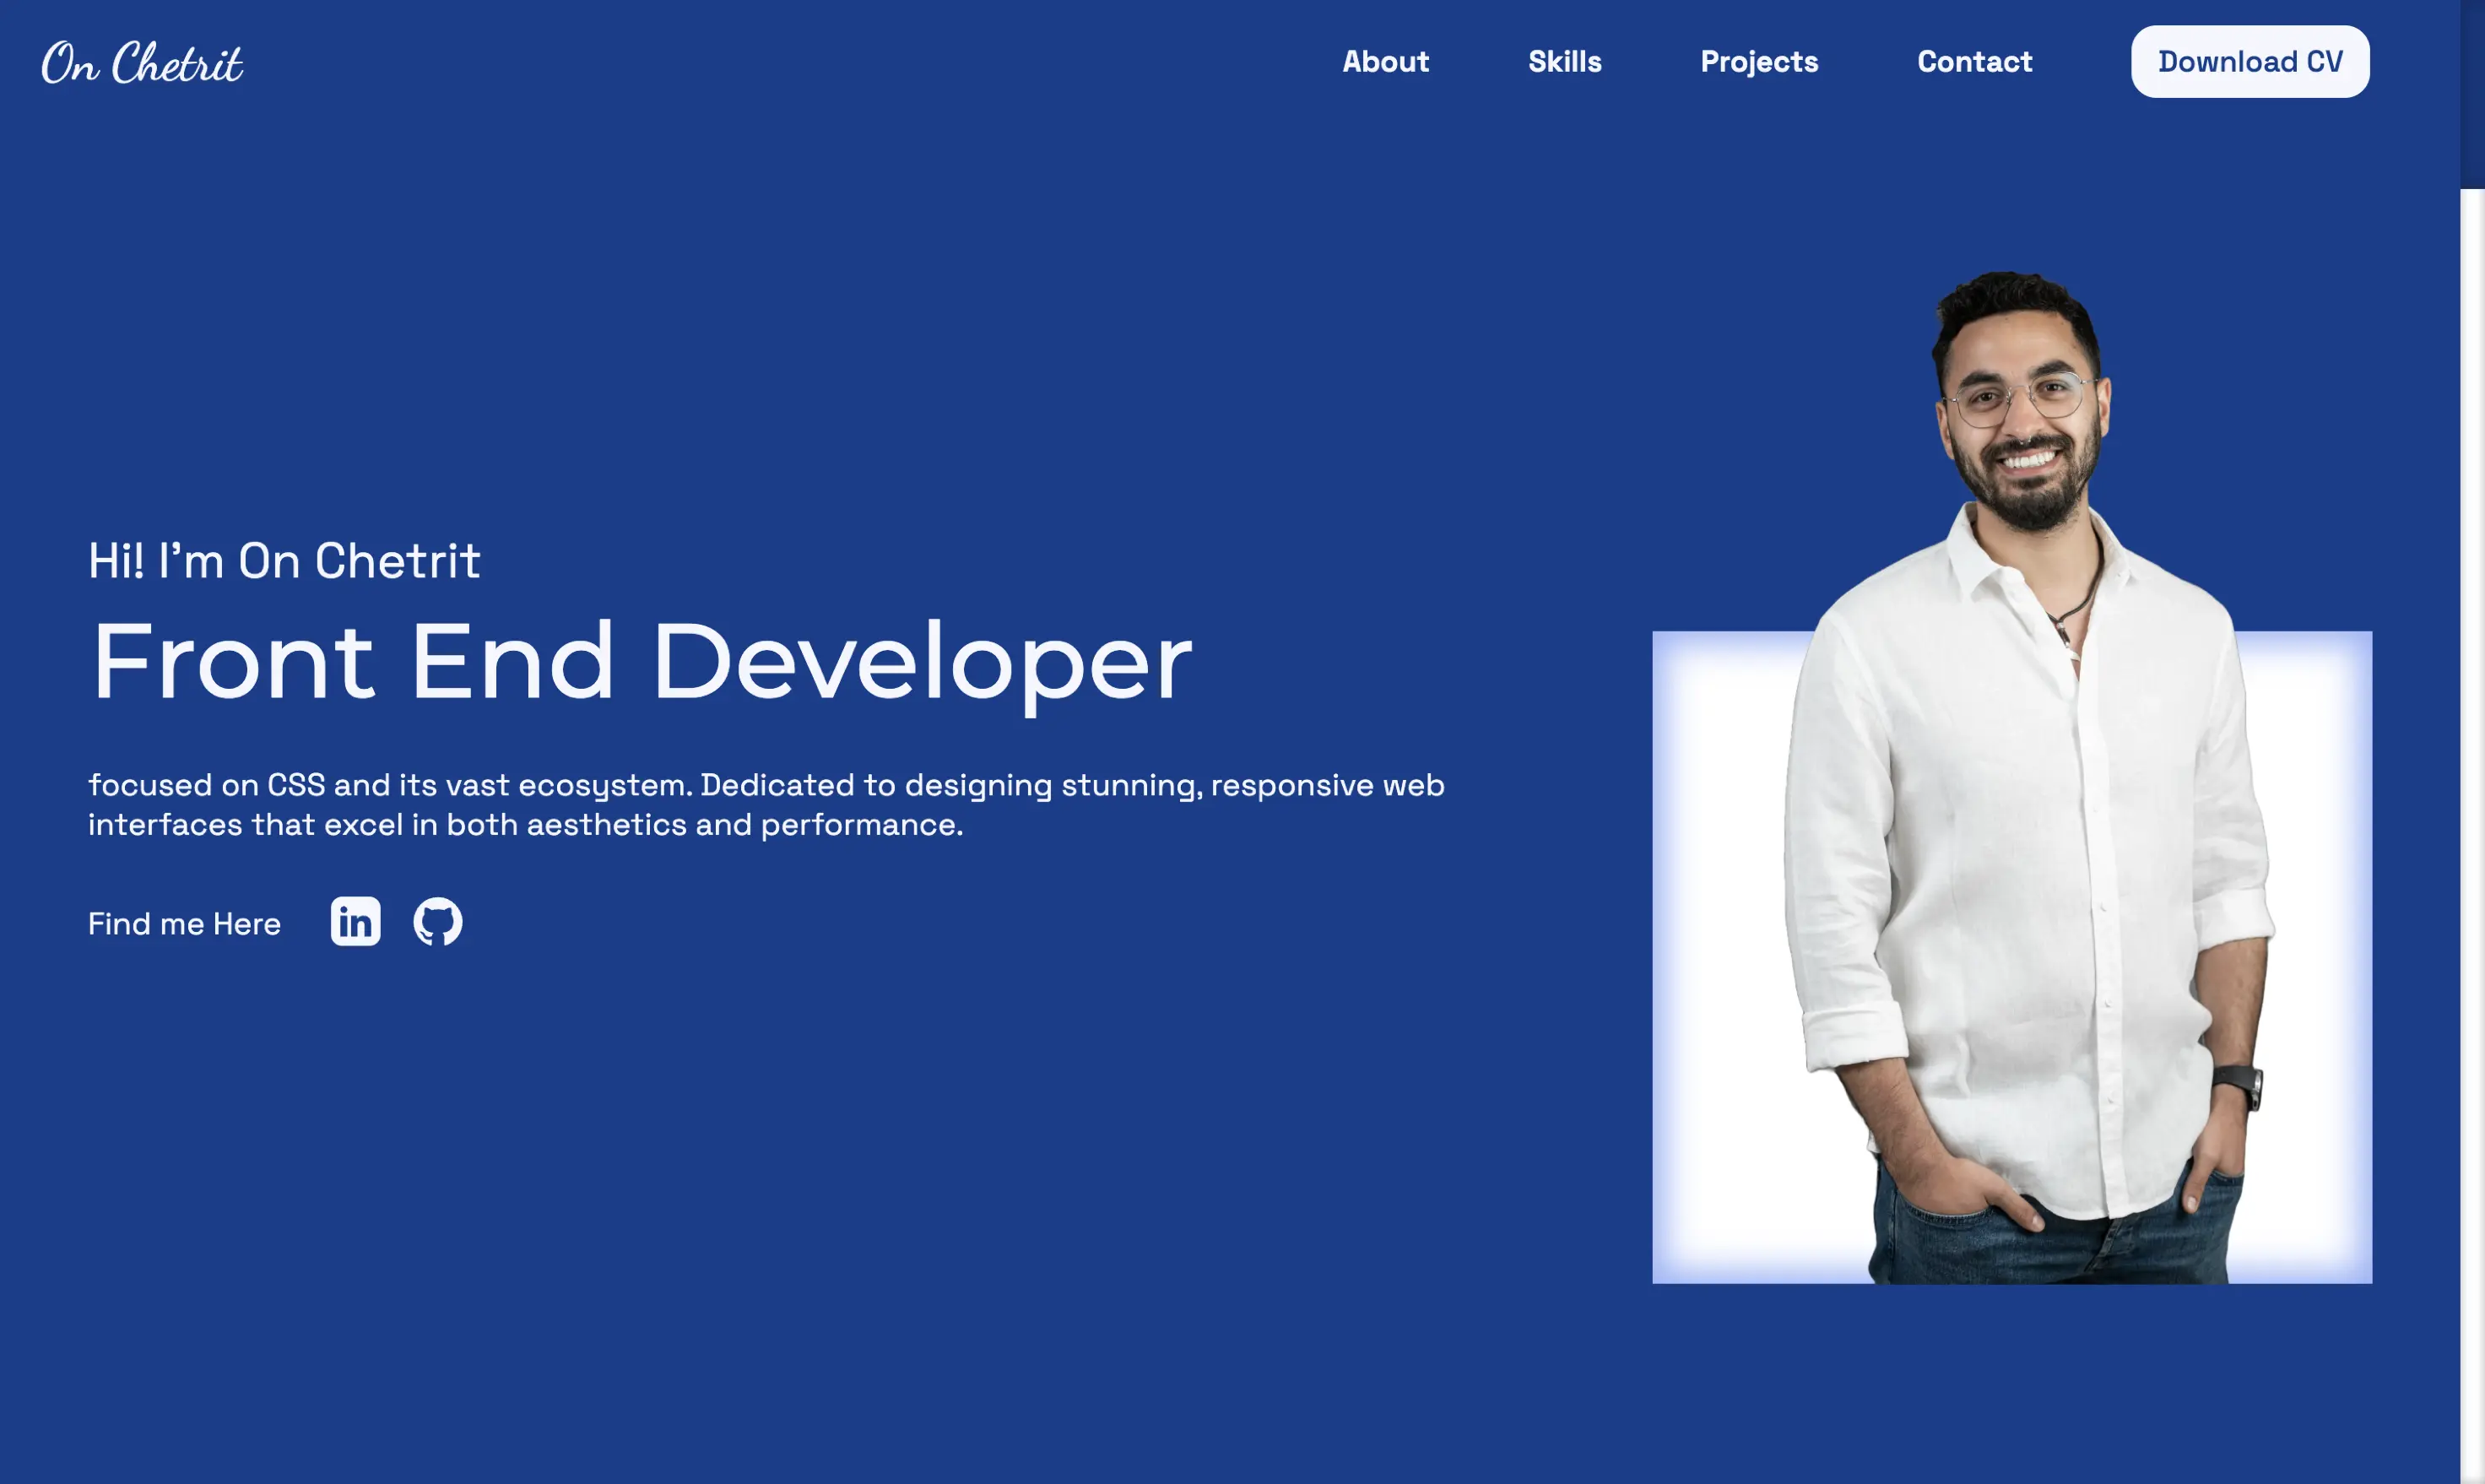 On Chetrit
About
Skills
Projects
Contact
Download CV
Hi! I'm On Chetrit
Front End Developer
focused on CSS and its vast ecosystem. Dedicated to designing stunning, responsive web
interfaces that excel in both aesthetics and performance.
Find me Here
in